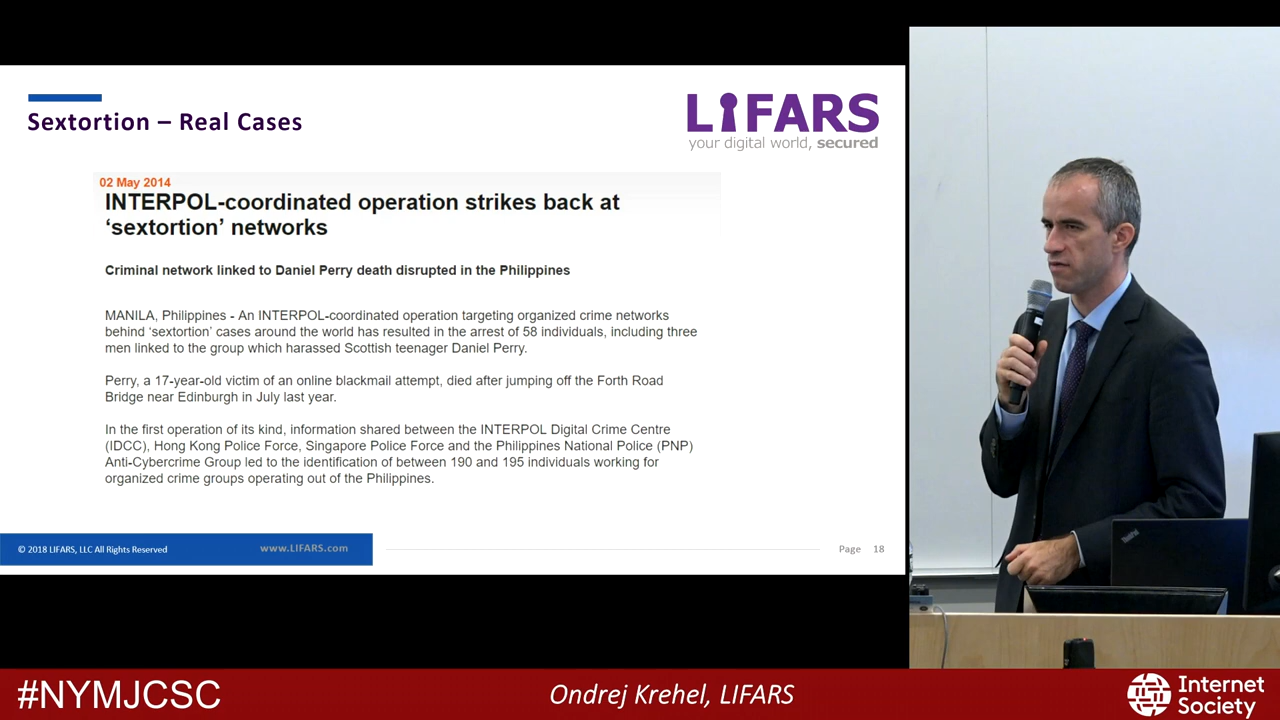 Sextortion – Real Cases
LIFARS
your digital world, secured
02 May 2014
INTERPOL-coordinated operation strikes back at
‘sextortion’ networks
Criminal network linked to Daniel Perry death disrupted in the Philippines
MANILA, Philippines - An INTERPOL-coordinated operation targeting organized crime networks
behind ‘sextortion’ cases around the world has resulted in the arrest of 58 individuals, including three
men linked to the group which harassed Scottish teenager Daniel Perry.
Perry, a 17-year-old victim of an online blackmail attempt, died after jumping off the Forth Road
Bridge near Edinburgh in July last year.
In the first operation of its kind, information shared between the INTERPOL Digital Crime Centre
(IDCC), Hong Kong Police Force, Singapore Police Force and the Philippines National Police (PNP)
Anti-Cybercrime Group led to the identification of between 190 and 195 individuals working for
organized crime groups operating out of the Philippines.
© 2018 LIFARS, LLC All Rights Reserved
www.LIFARS.com
Page 18
ThinkPad
#NYMJCSC
Ondrej Krehel, LIFARS
Internet
Society